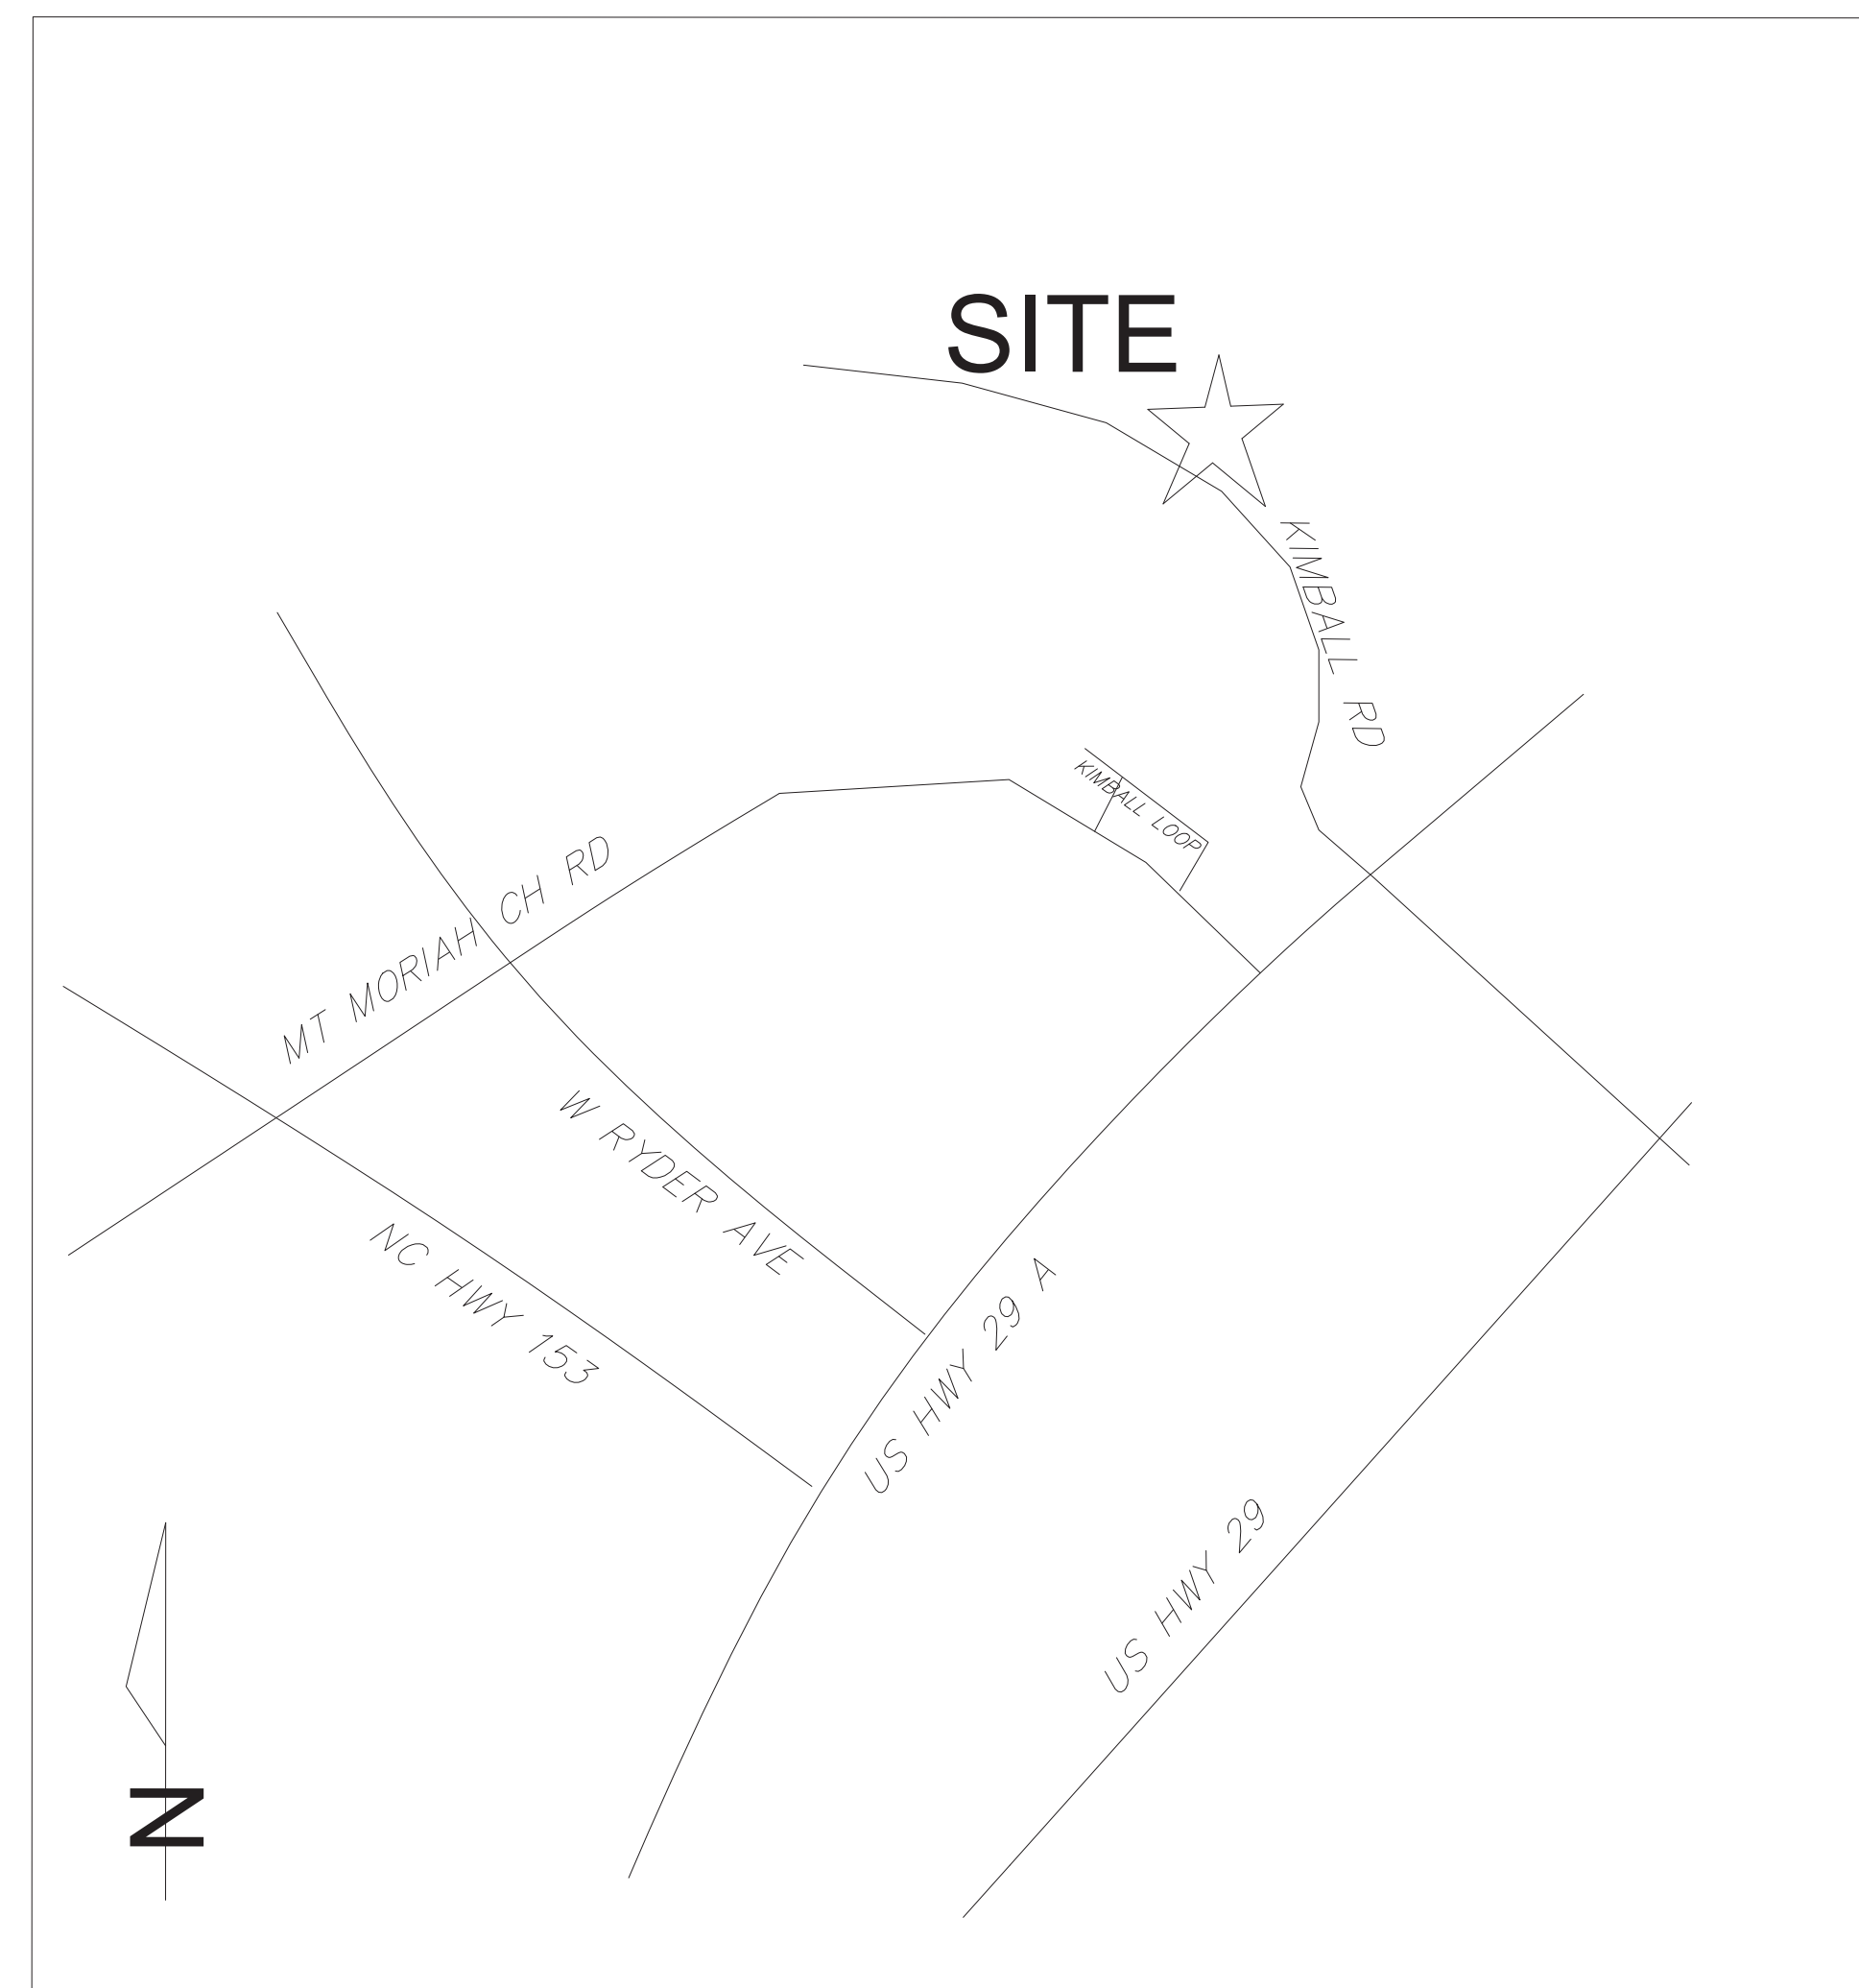 SITE
KIMBALL RD
KIMBALL LOOP
MT MORIAH CH RD
W RYDER AVE
NC HWY 153
US HWY 29 A
US HWY 29
N